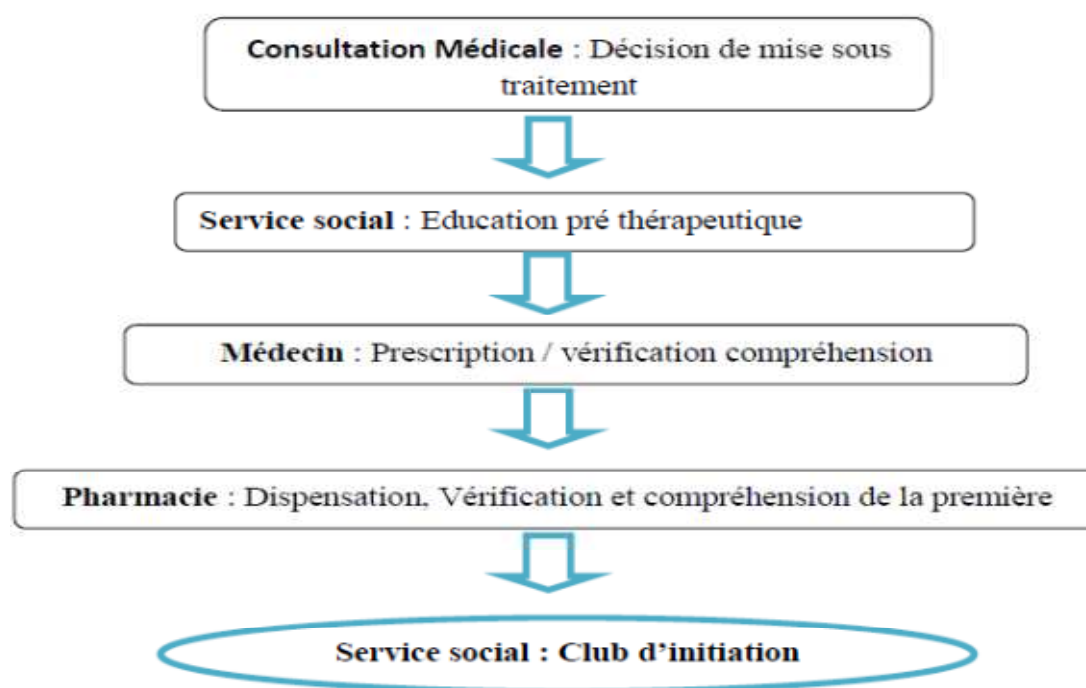 Consultation Médicale : Décision de mise sous
traitement
Service social : Education pré thérapeutique
Médecin : Prescription / vérification compréhension
Pharmacie : Dispensation, Vérification et compréhension de la première
Service social : Club d’initiation